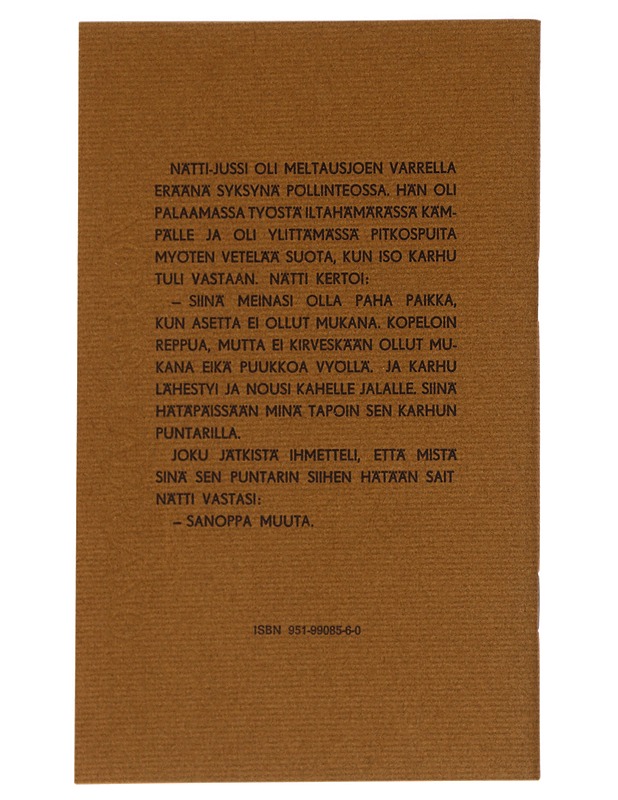 NÄTTI-JUSSI OLI MELTAUSJOEN VARRELLA
ERÄÄNÄ SYKSYNÄ PÖLLINTEOSSA. HÄN OLI
PALAAMASSA TYÖSTÄ ILTAHÄMÄRÄSSÄ KÄM-
PÄLLE JA OLI YLITTÄMÄSSÄ PITKOSPUITA
MYÖTEN VETELÄÄ SUOTA, KUN ISO KARHU
TULI VASTAAN. NÄTTI KERTOI:
– SIINÄ MEINASI OLLA PAHA PAIKKA,
KUN ASETTA EI OLLUT MUKANA. KOPELOIN
REPPUA, MUTTA EI KIRVESKÄÄN OLLUT MU-
KANA EIKÄ PUUKKOA VYÖLLÄ. JA KARHU
LÄHESTYI JA NOUSI KAHELLE JALALLE. SIINÄ
HÄTÄPÄISSÄÄN MINÄ TAPOIN SEN KARHUN
PUNTARILLA.
JOKU JÄTKISTÄ IHMETTELI, ETTÄ MISTÄ
SINÄ SEN PUNTARIN SIIHEN HÄTÄÄN SAIT
NÄTTI VASTASI:
– SANOPPA MUUTA.
ISBN 951-99085-6-0